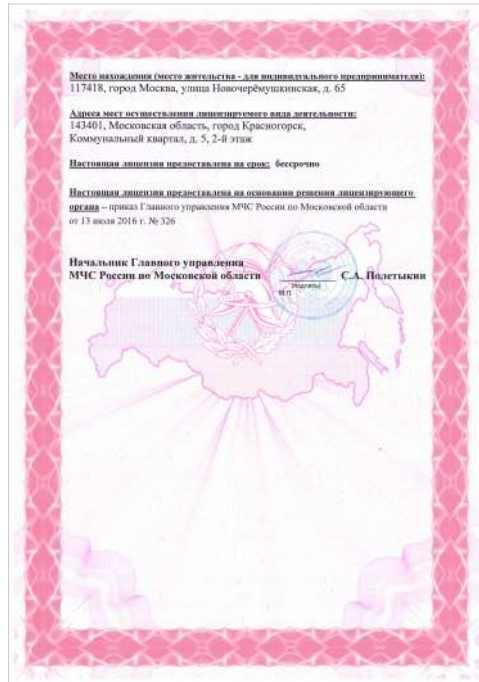 Место нахождения (место жительства - для индивидуального предпринимателя):
117418, город Москва, улица Новочерёмушкинская, д. 65
Адреса мест осуществления лицензируемого вида деятельности:
143401, Московская область, город Красногорск,
Коммунальный квартал, д. 5, 2-й этаж
Настоящая лицензия предоставлена на срок: бессрочно
Настоящая лицензия предоставлена на основании решения лицензирующего
органа – приказ Главного управления МЧС России по Московской области
от 13 июля 2016 г. № 326
Начальник Главного управления
МЧС России по Московской области С.А. Полетыкин
(подпись)
М.П.